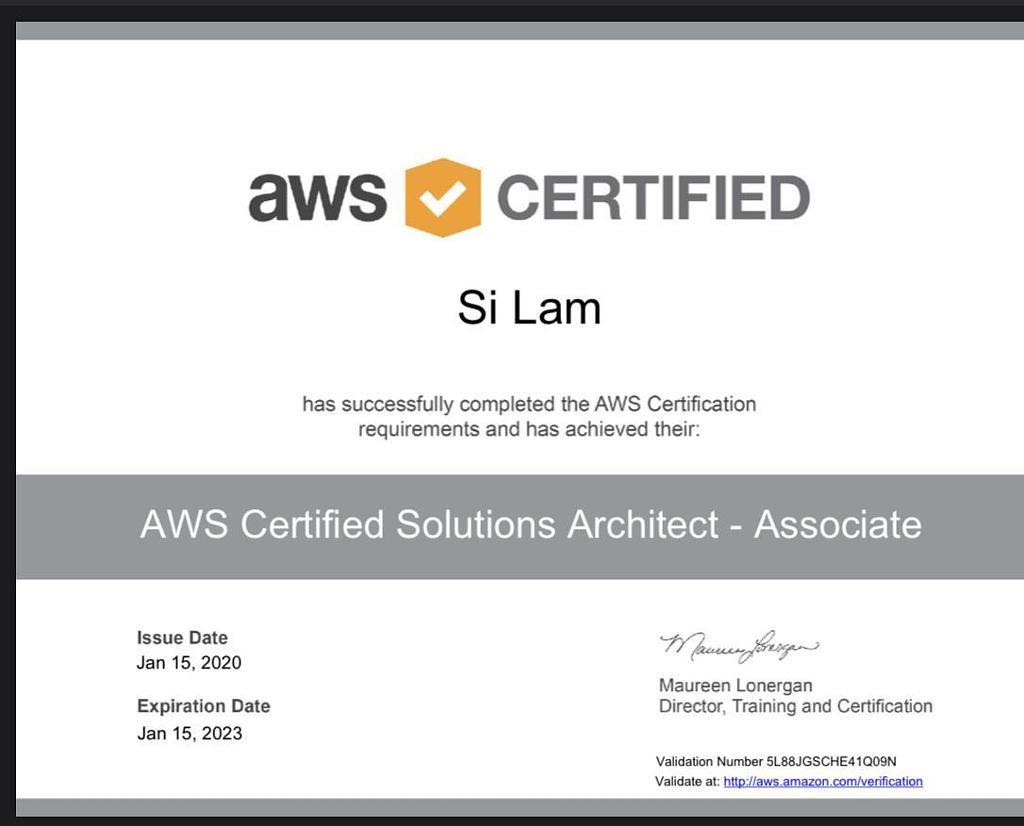 aws CERTIFIED
Si Lam
has successfully completed the AWS Certification
requirements and has achieved their:
AWS Certified Solutions Architect - Associate
Issue Date
Jan 15, 2020
Expiration Date
Jan 15, 2023
Maureen Lonergan
Maureen Lonergan
Director, Training and Certification
Validation Number 5L88JGSCHE41Q09N
Validate at: http://aws.amazon.com/verification